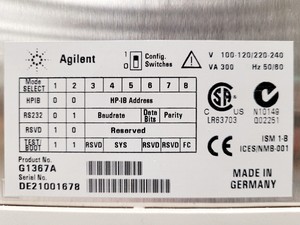 Agilent
1
0
Config.
Switches
V 100-120/220-240
VA 300 Hz 50/60
Mode
SELECT
1 2 3 4 5 6 7 8
HPIB 0 HP-IB Address
RS232 0 1 Baudrate Data
Bits Parity
RSVD 1 0 Reserved
TEST/
BOOT 1 1 RSVD SYS RSVD RSVD FC
SA
LR63703
N10149
ISM 1-B
ICES/NMB-001
Product No.
G1367A
Serial No.
DE21001678
MADE IN
GERMANY